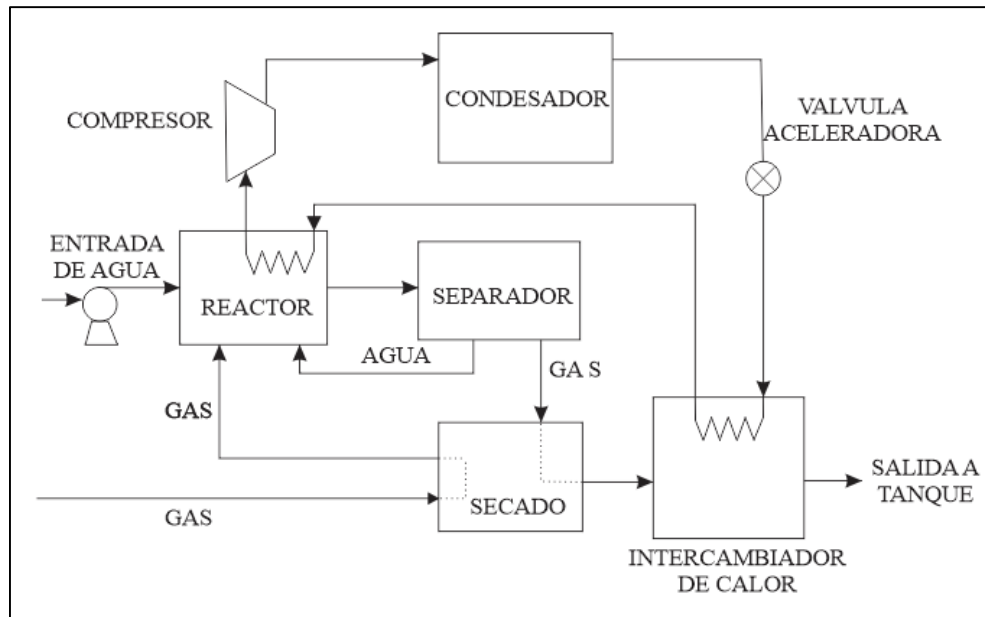 CONDESADOR
COMPRESOR
VALVULA
ACELERADORA
ENTRADA
DE AGUA
REACTOR
SEPARADOR
AGUA
GA S
GAS
SECADO
GAS
SALIDA A
TANQUE
INTERCAMBIADOR
DE CALOR